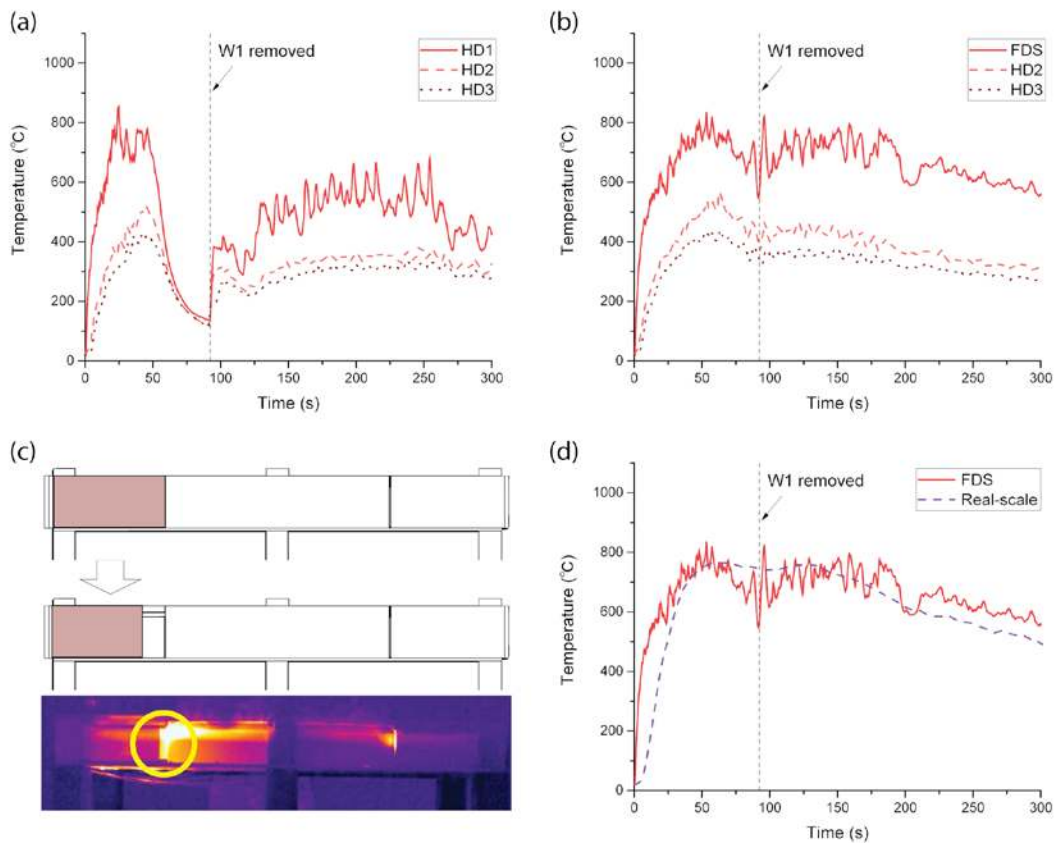 (a)
W1 removed
HD1
HD2
HD3
1000
800
600
400
200
0
Temperature (°C)
0 50 100 150 200 250 300
Time (s)
(b)
W1 removed
FDS
HD2
HD3
1000
800
600
400
200
0
Temperature (°C)
0 50 100 150 200 250 300
Time (s)
(c)
(d)
W1 removed
FDS
Real-scale
1000
800
600
400
200
0
Temperature (°C)
0 50 100 150 200 250 300
Time (s)